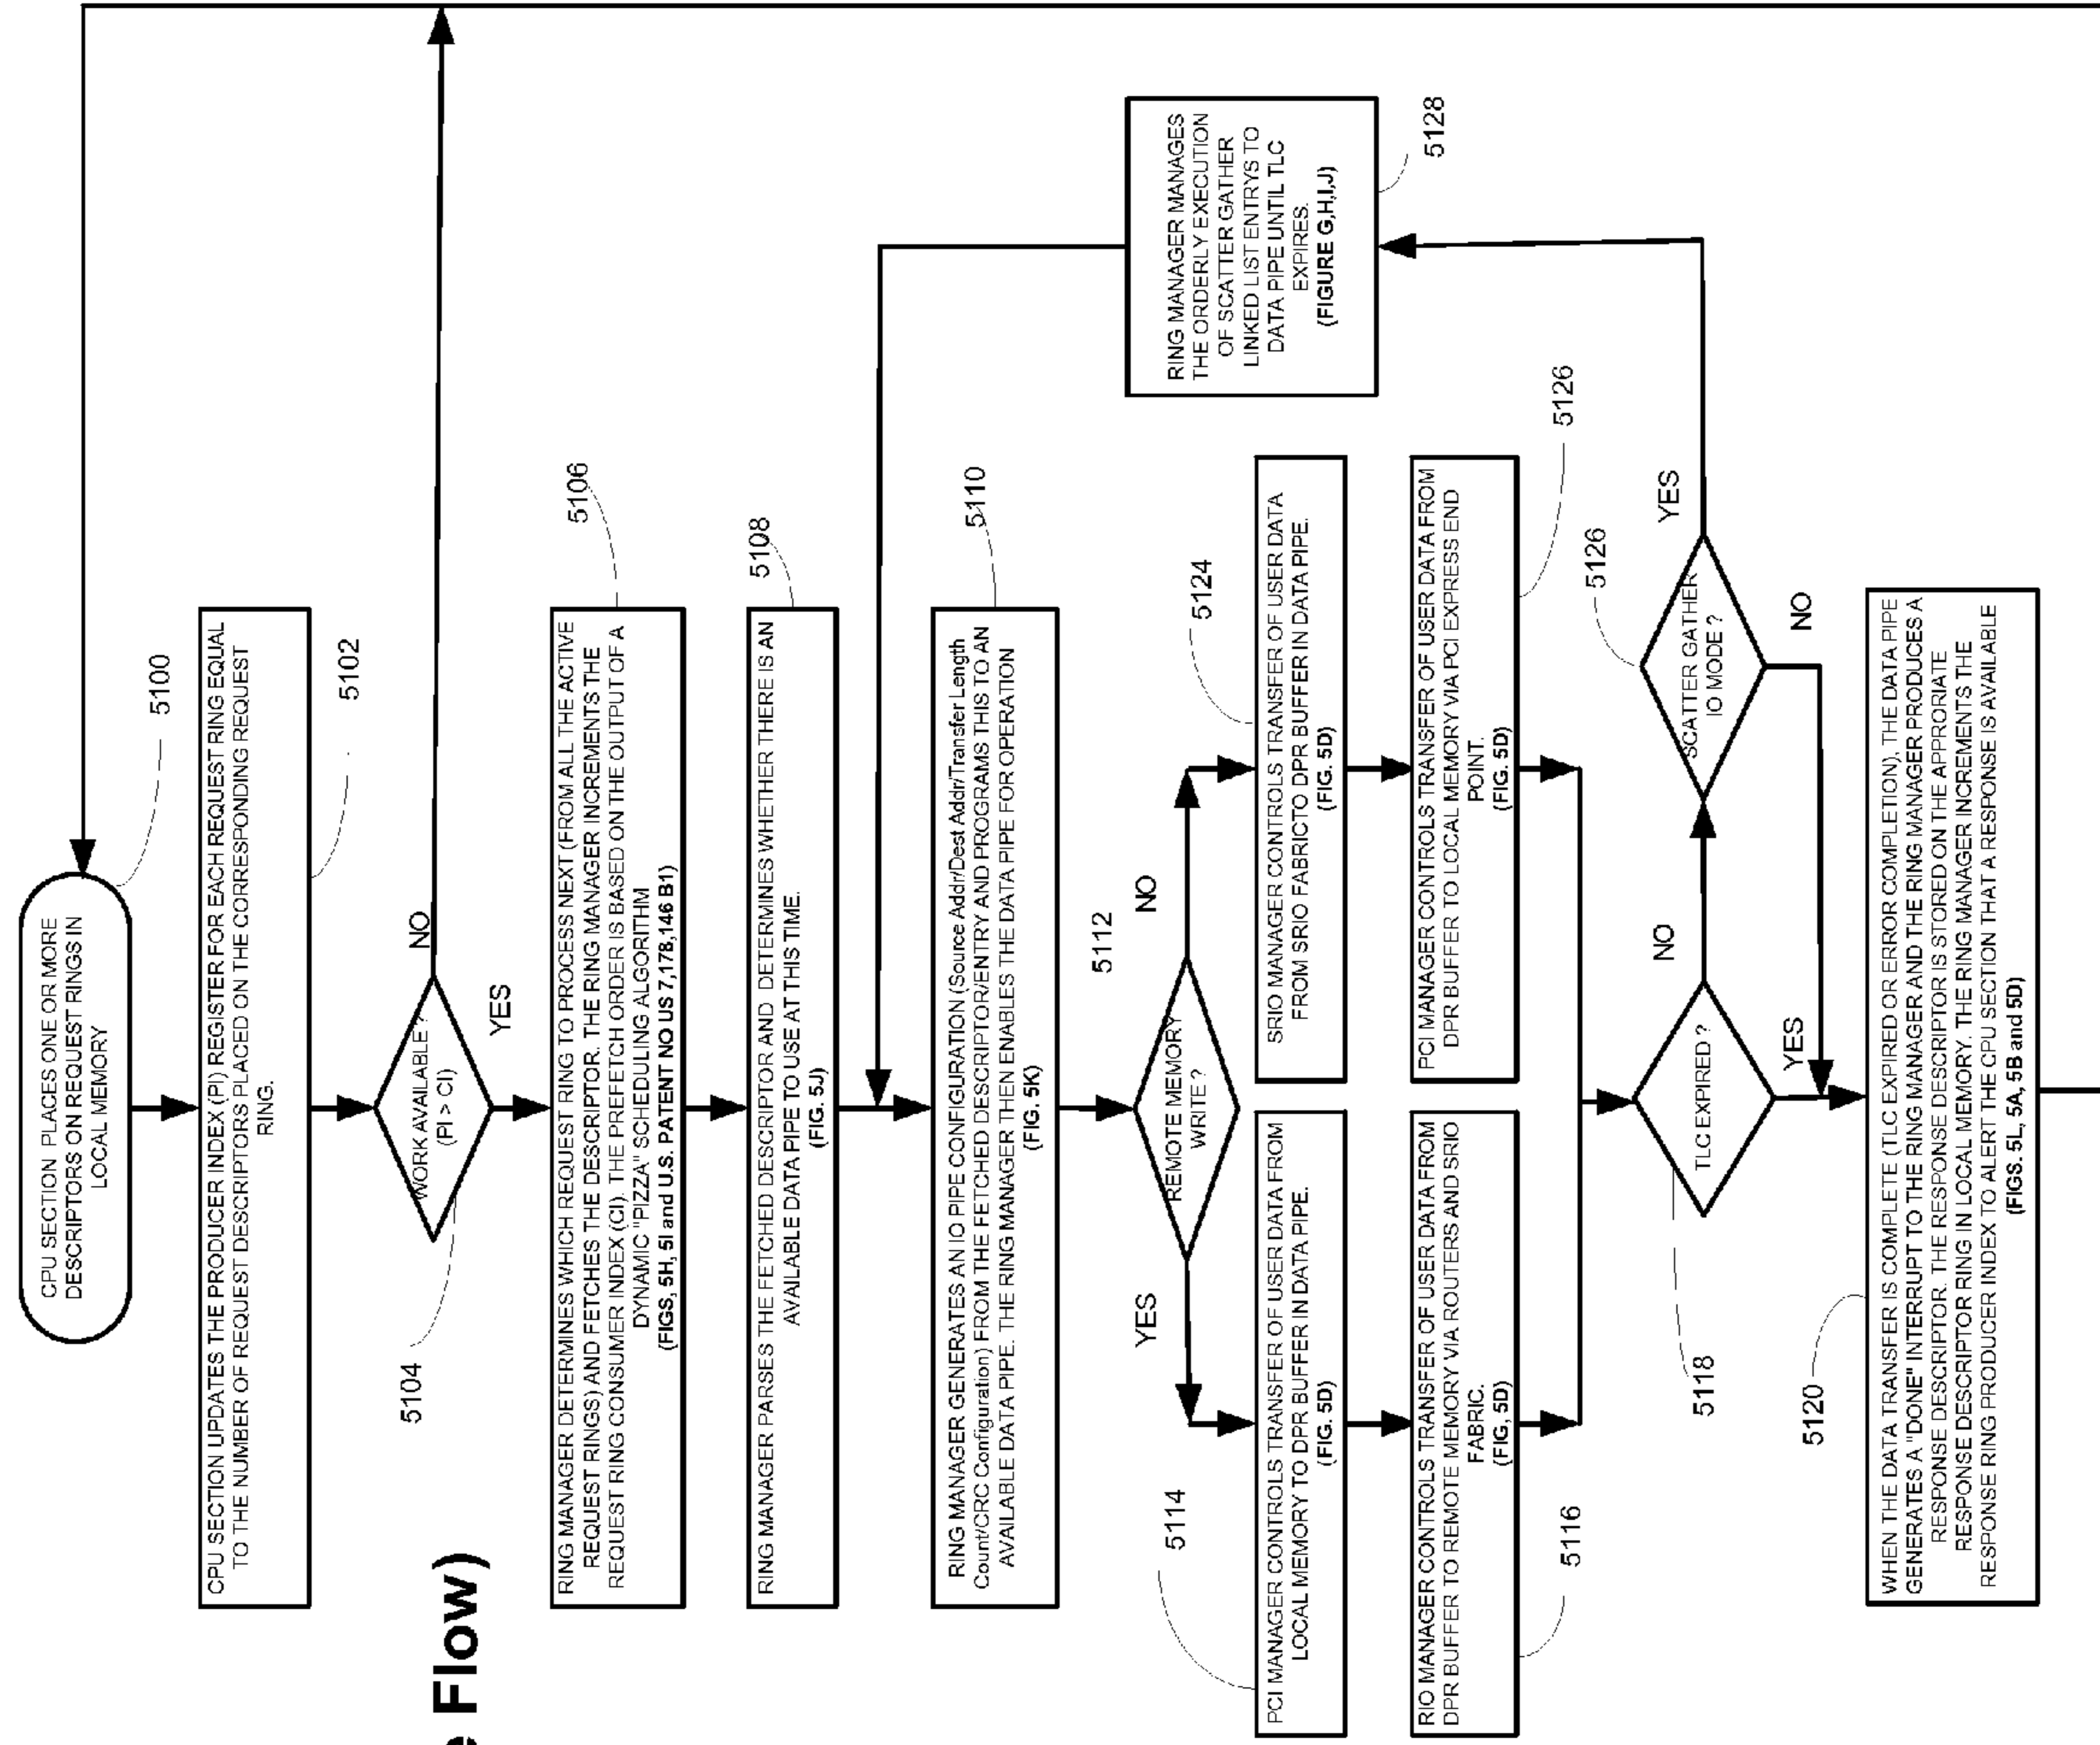 CPU SECTION PLACES ONE OR MORE
DESCRIPTORS ON REQUEST RINGS IN
LOCAL MEMORY
5100
CPU SECTION UPDATES THE PRODUCER INDEX (PI) REGISTER FOR EACH REQUEST RING EQUAL
TO THE NUMBER OF REQUEST DESCRIPTORS PLACED ON THE CORRESPONDING REQUEST
RING.
5102
WORK AVAILABLE ?
(PI > CI)
NO
YES
5104
e Flow)
RING MANAGER DETERMINES WHICH REQUEST RING TO PROCESS NEXT (FROM ALL THE ACTIVE
REQUEST RINGS) AND FETCHES THE DESCRIPTOR. THE RING MANAGER INCREMENTS THE
REQUEST RING CONSUMER INDEX (CI). THE PREFETCH ORDER IS BASED ON THE OUTPUT OF A
DYNAMIC "PIZZA" SCHEDULING ALGORITHM
(FIGS, 5H, 5I and U.S. PATENT NO US 7,178,146 B1)
5106
RING MANAGER PARSES THE FETCHED DESCRIPTOR AND DETERMINES WHETHER THERE IS AN
AVAILABLE DATA PIPE TO USE AT THIS TIME.
(FIG. 5J)
5108
RING MANAGER GENERATES AN IO PIPE CONFIGURATION (Source Addr/Dest Addr/Transfer Length
Count/CRC Configuration) FROM THE FETCHED DESCRIPTOR/ENTRY AND PROGRAMS THIS TO AN
AVAILABLE DATA PIPE. THE RING MANAGER THEN ENABLES THE DATA PIPE FOR OPERATION
(FIG. 5K)
5110
REMOTE MEMORY
WRITE ?
5112
YES
NO
PCI MANAGER CONTROLS TRANSFER OF USER DATA FROM
LOCAL MEMORY TO DPR BUFFER IN DATA PIPE.
(FIG. 5D)
5114
SRIO MANAGER CONTROLS TRANSFER OF USER DATA
FROM SRIO FABRICTO DPR BUFFER IN DATA PIPE.
(FIG. 5D)
5124
RIO MANAGER CONTROLS TRANSFER OF USER DATA FROM
DPR BUFFER TO REMOTE MEMORY VIA ROUTERS AND SRIO
FABRIC.
(FIG, 5D)
5116
PCI MANAGER CONTROLS TRANSFER OF USER DATA FROM
DPR BUFFER TO LOCAL MEMORY VIA PCI EXPRESS END
POINT.
(FIG. 5D)
5126
RING MANAGER MANAGES
THE ORDERLY EXECUTION
OF SCATTER GATHER
LINKED LIST ENTRYS TO
DATA PIPE UNTIL TLC
EXPIRES.
(FIGURE G,H,I,J)
5128
TLC EXPIRED ?
5118
NO
YES
SCATTER GATHER
IO MODE ?
5126
YES
NO
WHEN THE DATA TRANSFER IS COMPLETE (TLC EXPIRED OR ERROR COMPLETION), THE DATA PIPE
GENERATES A "DONE" INTERRUPT TO THE RING MANAGER AND THE RING MANAGER PRODUCES A
RESPONSE DESCRIPTOR. THE RESPONSE DESCRIPTOR IS STORED ON THE APPRORIATE
RESPONSE DESCRIPTOR RING IN LOCAL MEMORY. THE RING MANAGER INCREMENTS THE
RESPONSE RING PRODUCER INDEX TO ALERT THE CPU SECTION THAT A RESPONSE IS AVAILABLE
(FIGS. 5L, 5A, 5B and 5D)
5120